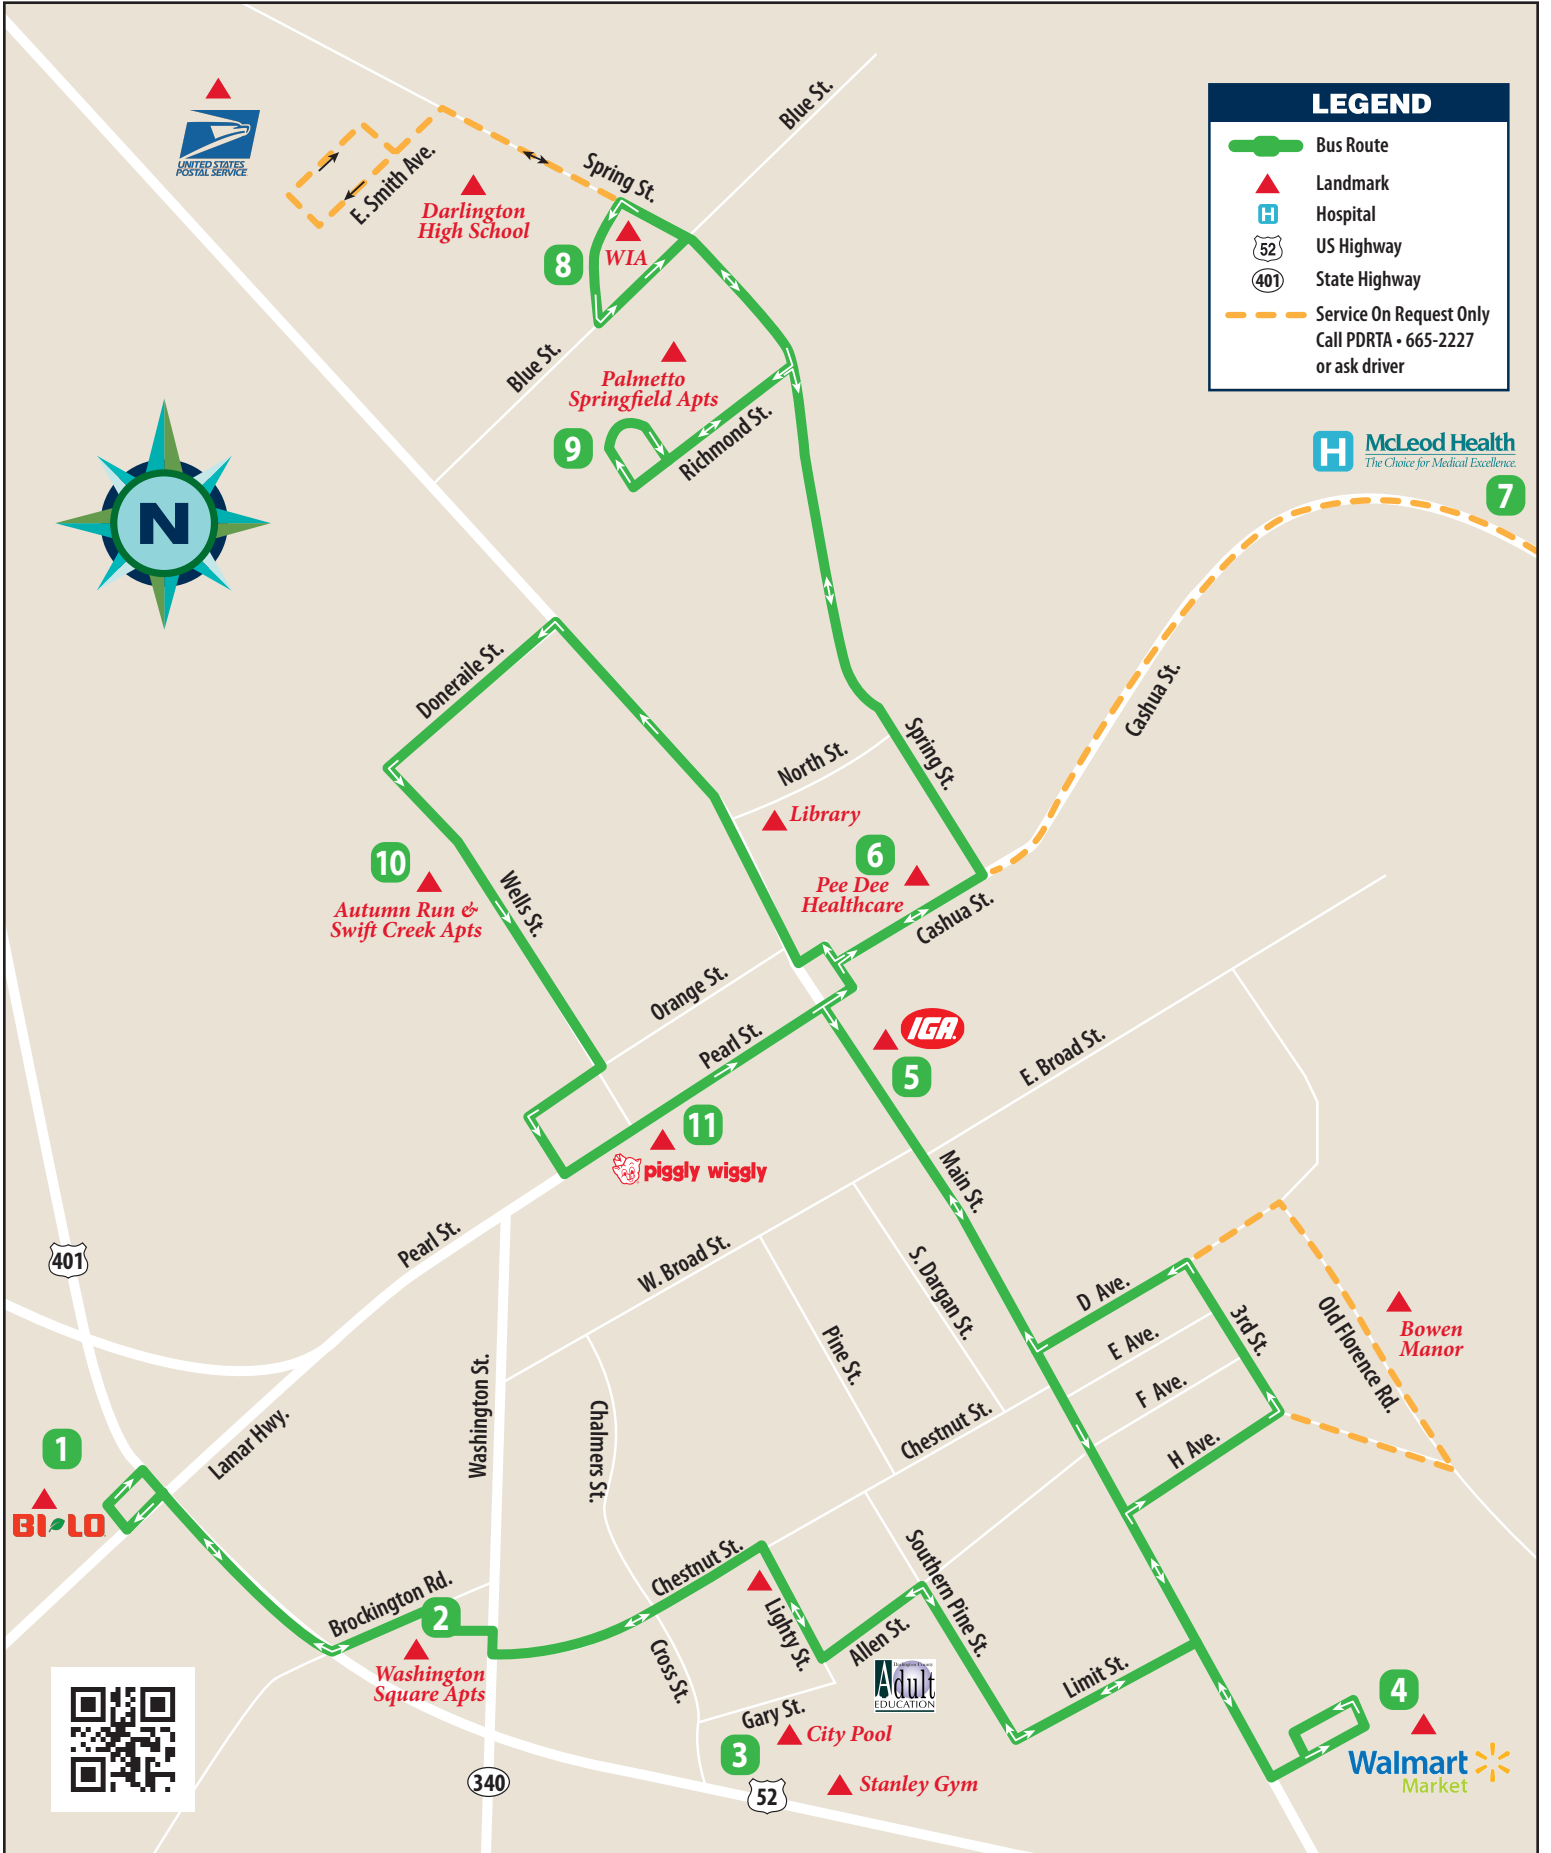 LEGEND
Bus Route
Landmark
H
Hospital
52
US Highway
401
State Highway
Service On Request Only
Call PDRTA • 665-2227
or ask driver
UNITED STATES
POSTAL SERVICE
E. Smith Ave.
Darlington
High School
Spring St.
Blue St.
8
WIA
Blue St.
Palmetto
Springfield Apts
9
Richmond St.
H
McLeod Health
The Choice for Medical Excellence.
7
N
Doneraile St.
Cashua St.
North St.
Spring St.
Library
6
Pee Dee
Healthcare
Cashua St.
10
Autumn Run &
Swift Creek Apts
Wells St.
Orange St.
Pearl St.
IGA
5
E. Broad St.
11
piggly wiggly
Main St.
401
Pearl St.
W. Broad St.
S. Dargan St.
D Ave.
E Ave.
F Ave.
H Ave.
3rd St.
Old Florence Rd.
Bowen
Manor
Pine St.
Washington St.
Chalmers St.
Chestnut St.
1
BI-LO
Lamar Hwy.
Brockington Rd.
2
Washington
Square Apts
Chestnut St.
Lighty St.
Allen St.
Southern Pine St.
Cross St.
Gary St.
Darlington County
Adult
EDUCATION
Limit St.
3
City Pool
Stanley Gym
340
52
4
Walmart
Market